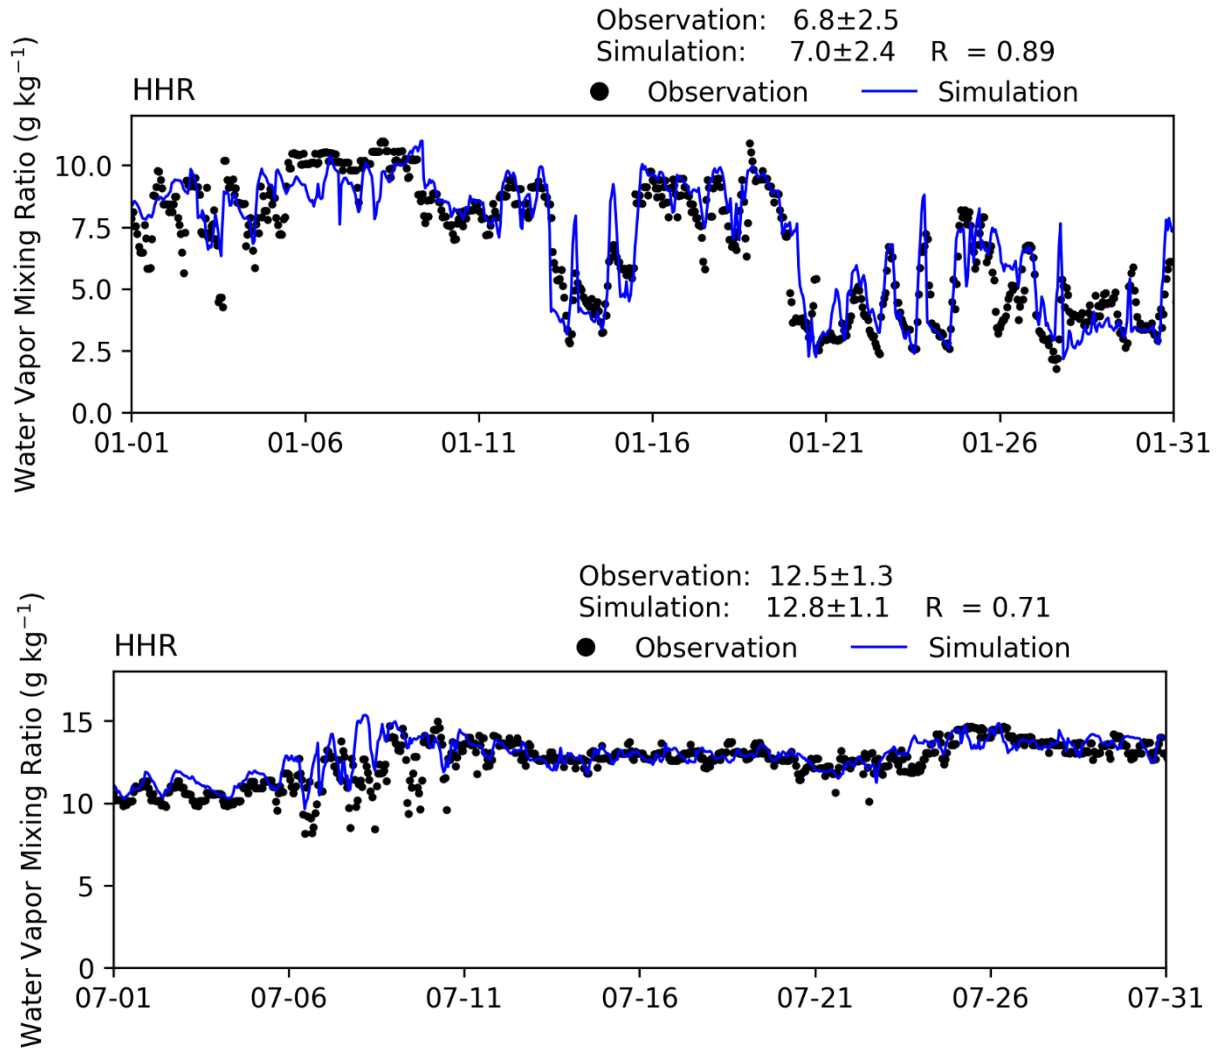 Observation: 6.8±2.5
Simulation: 7.0±2.4 R = 0.89
HHR
Observation Simulation
Water Vapor Mixing Ratio (g kg⁻¹)
10.0
7.5
5.0
2.5
0.0
01-01 01-06 01-11 01-16 01-21 01-26 01-31
Observation: 12.5±1.3
Simulation: 12.8±1.1 R = 0.71
HHR
Observation Simulation
Water Vapor Mixing Ratio (g kg⁻¹)
15
10
5
0
07-01 07-06 07-11 07-16 07-21 07-26 07-31